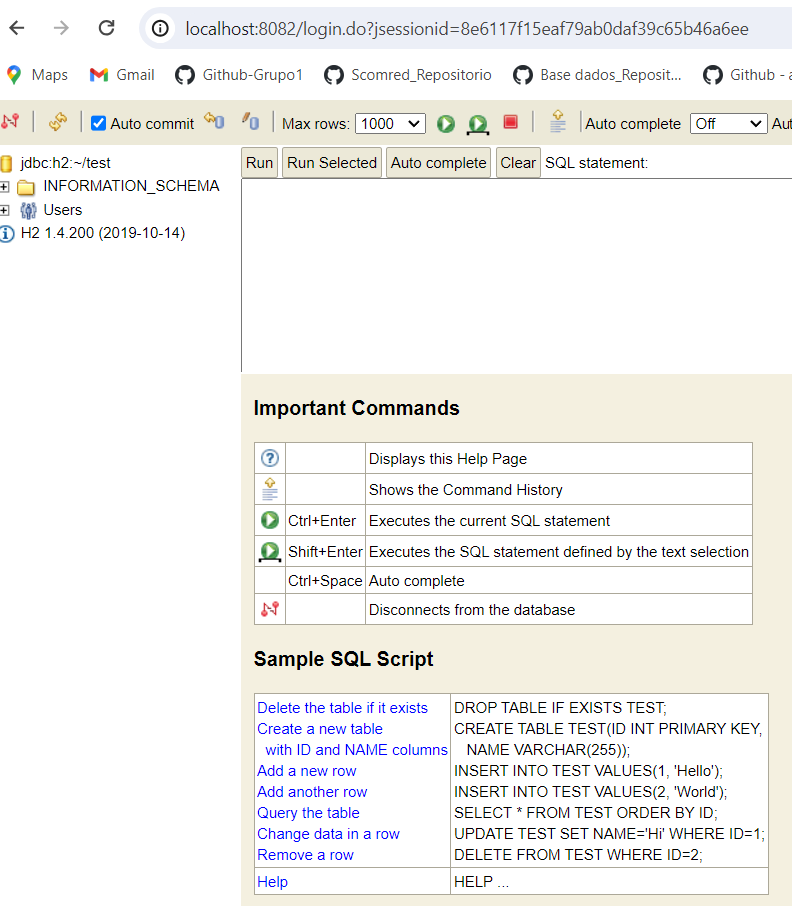 localhost:8082/login.do?jsessionid=8e6117f15eaf79ab0daf39c65b46a6ee
Maps Gmail Github-Grupo1 Scomred_Repositorio Base dados_Reposit... Github - a
Auto commit Max rows: 1000 Auto complete Off Aut
jdbc:h2:~/test
INFORMATION_SCHEMA
Users
H2 1.4.200 (2019-10-14)
Run Run Selected Auto complete Clear SQL statement:
Important Commands
? Displays this Help Page
Shows the Command History
Ctrl+Enter Executes the current SQL statement
Shift+Enter Executes the SQL statement defined by the text selection
Ctrl+Space Auto complete
Disconnects from the database
Sample SQL Script
Delete the table if it exists DROP TABLE IF EXISTS TEST;
Create a new table CREATE TABLE TEST(ID INT PRIMARY KEY,
with ID and NAME columns NAME VARCHAR(255));
Add a new row INSERT INTO TEST VALUES(1, 'Hello');
Add another row INSERT INTO TEST VALUES(2, 'World');
Query the table SELECT * FROM TEST ORDER BY ID;
Change data in a row UPDATE TEST SET NAME='Hi' WHERE ID=1;
Remove a row DELETE FROM TEST WHERE ID=2;
Help HELP ...